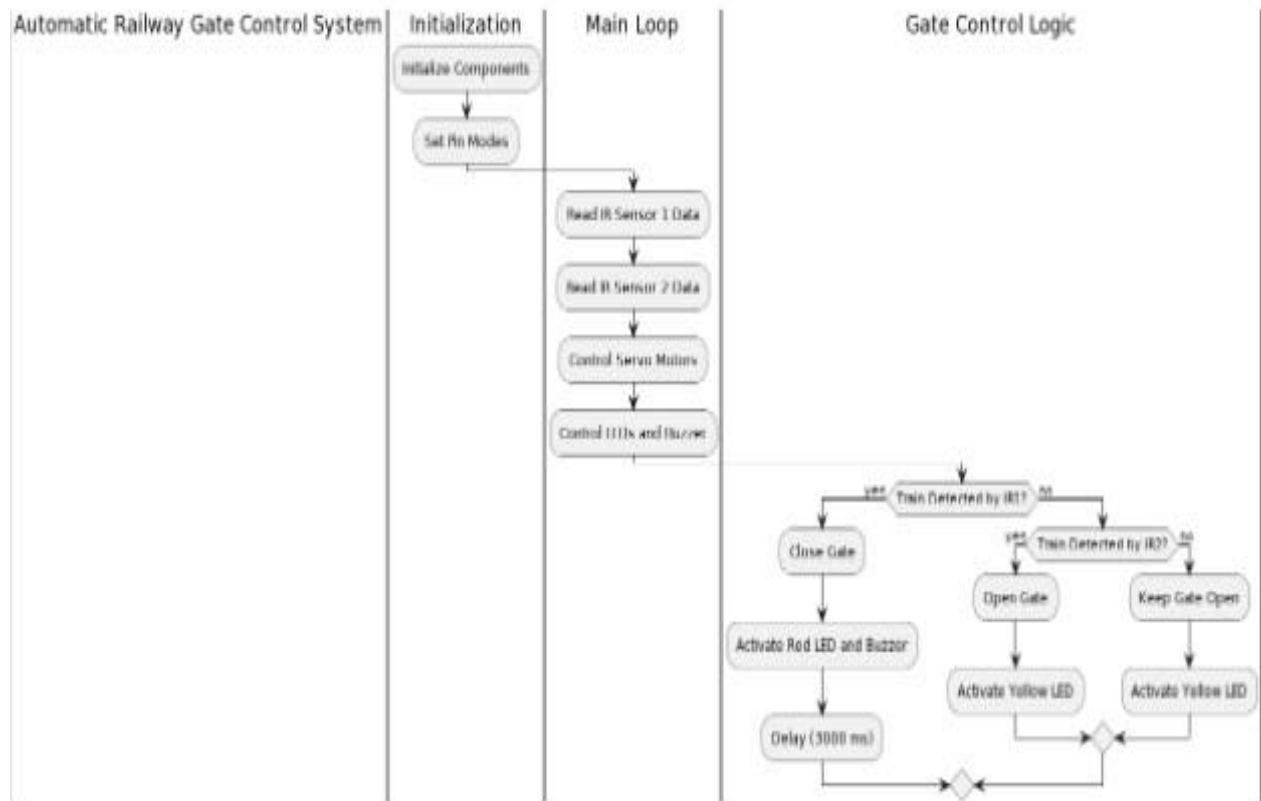 Automatic Railway Gate Control System
Initialization
Main Loop
Gate Control Logic
Initialize Components
Set Pin Modes
Read IR Sensor 1 Data
Read IR Sensor 2 Data
Control Servo Motors
Control LEDs and Buzzer
yes
Train Detected by IR1?
no
Close Gate
yes
Train Detected by IR2?
no
Open Gate
Keep Gate Open
Activate Red LED and Buzzer
Activate Yellow LED
Activate Yellow LED
Delay (3000 ms)